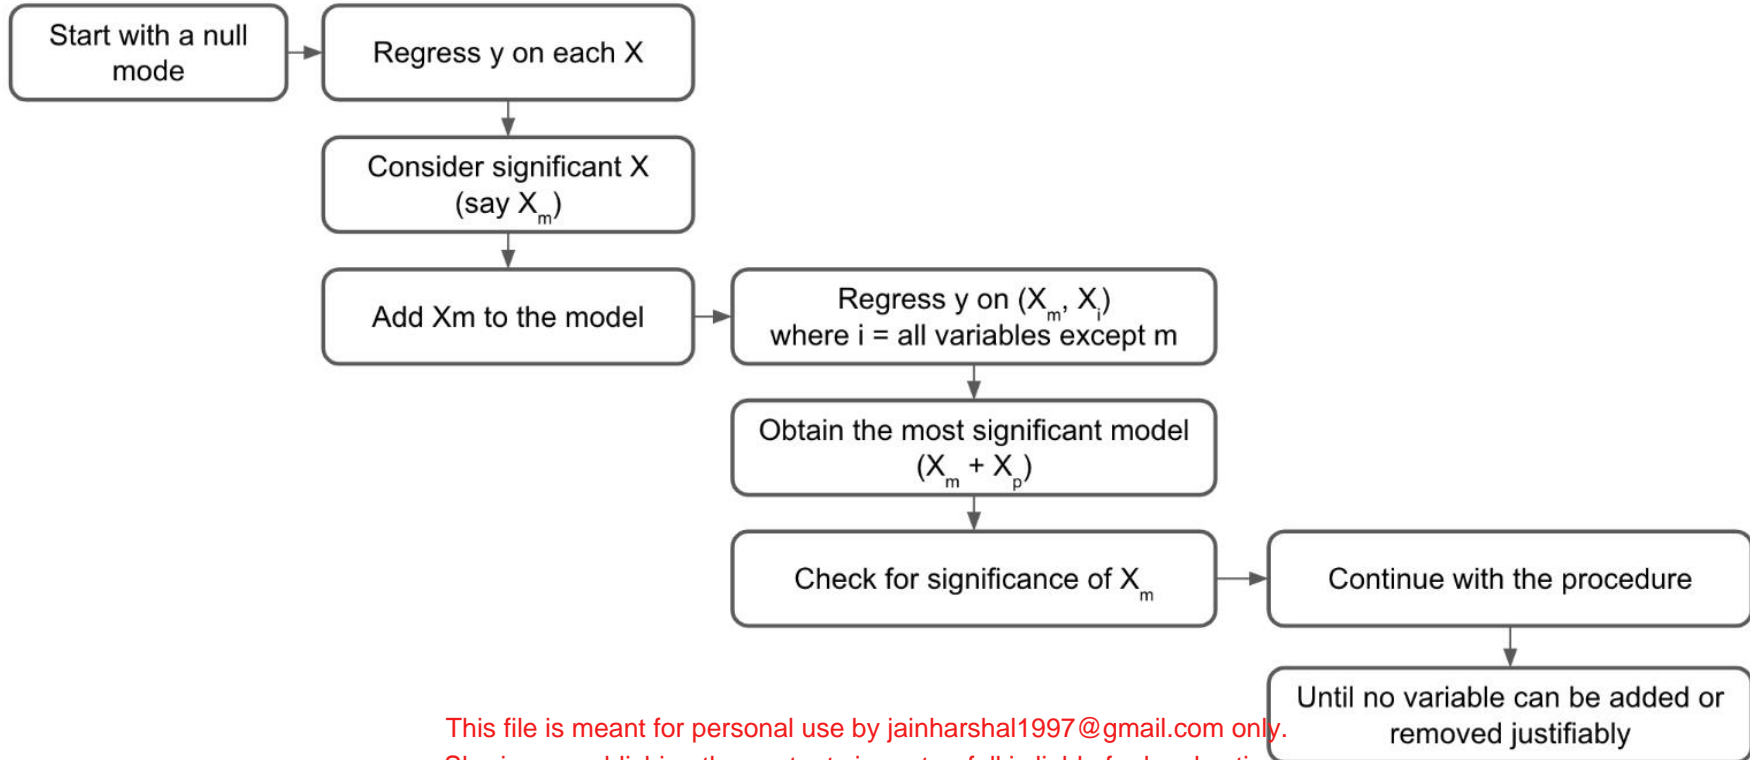 Start with a null
mode
Regress y on each X
Consider significant X
(say Xm)
Add Xm to the model
Regress y on (Xm, Xi)
where i = all variables except m
Obtain the most significant model
(Xm + Xp)
Check for significance of Xm
Continue with the procedure
Until no variable can be added or
removed justifiably
This file is meant for personal use by jainharshal1997@gmail.com only.